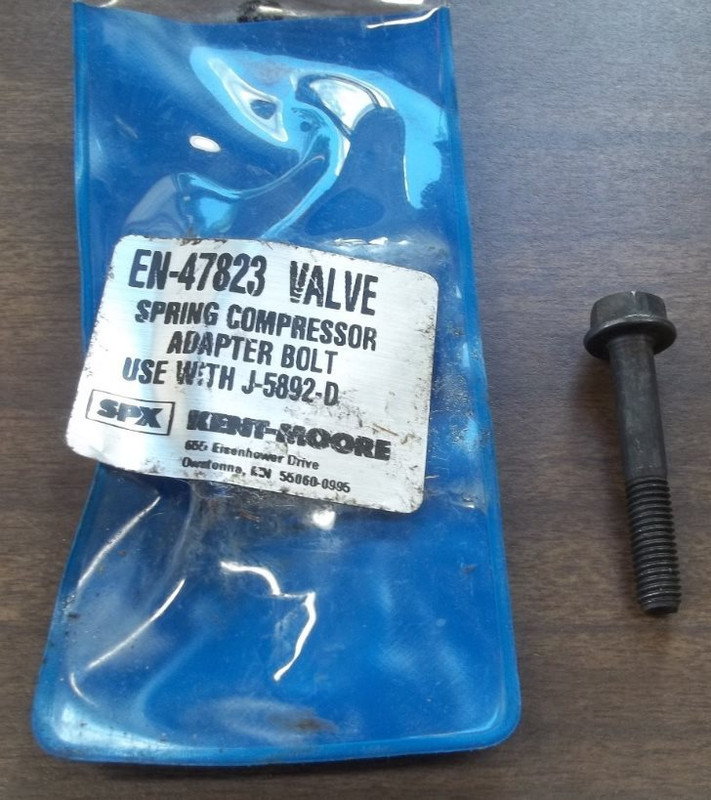 EN-47823 VALVE
SPRING COMPRESSOR
ADAPTER BOLT
USE WITH J-5892-D
SPX KENT-MOORE
655 Eisenhower Drive
Owatonna, MN 55060-0995